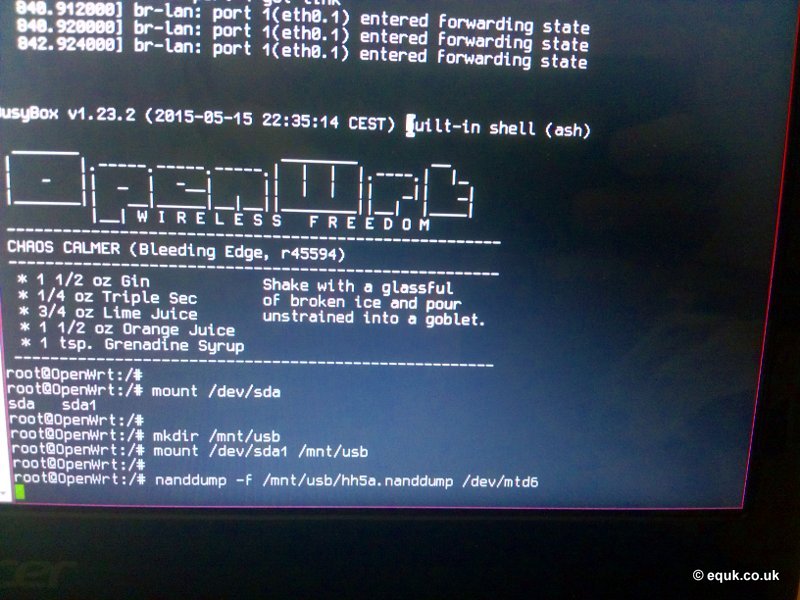 840.912000] br-lan: port 1(eth0.1) entered forwarding state
840.920000] br-lan: port 1(eth0.1) entered forwarding state
842.924000] br-lan: port 1(eth0.1) entered forwarding state
usyBox v1.23.2 (2015-05-15 22:35:14 CEST) uilt-in shell (ash)
OpenWrt
W I R E L E S S   F R E E D O M
CHAOS CALMER (Bleeding Edge, r45594)
* 1 1/2 oz Gin Shake with a glassful
* 1/4 oz Triple Sec of broken ice and pour
* 3/4 oz Lime Juice unstrained into a goblet.
* 1 1/2 oz Orange Juice
* 1 tsp. Grenadine Syrup
root@OpenWrt:/#
root@OpenWrt:/# mount /dev/sda
sda sda1
root@OpenWrt:/#
root@OpenWrt:/# mkdir /mnt/usb
root@OpenWrt:/# mount /dev/sda1 /mnt/usb
root@OpenWrt:/#
root@OpenWrt:/# nanddump -f /mnt/usb/hh5a.nanddump /dev/mtd6
cer
© equk.co.uk